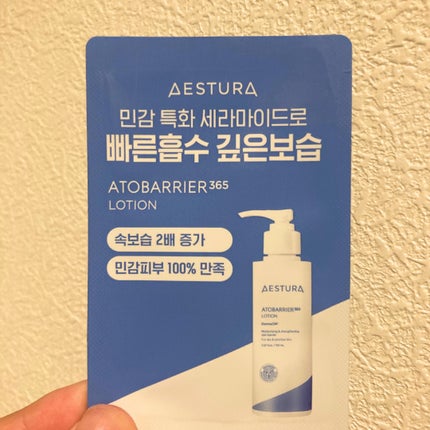 AESTURA
민감 특화 세라마이드로
빠른흡수 깊은보습
ATOBARRIER365
LOTION
속보습 2배 증가
민감피부 100% 만족
AESTURA
ATOBARRIER365
LOTION